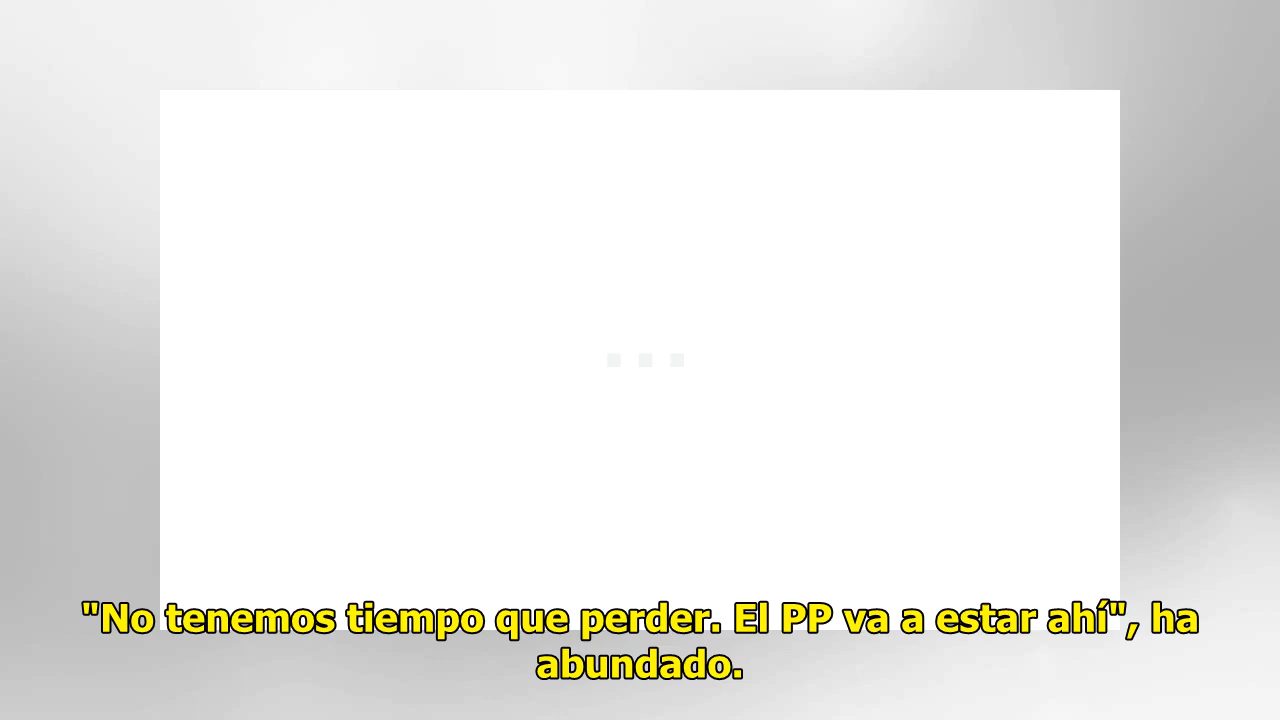 "No tenemos tiempo que perder. El PP va a estar ahí", ha
abundado.